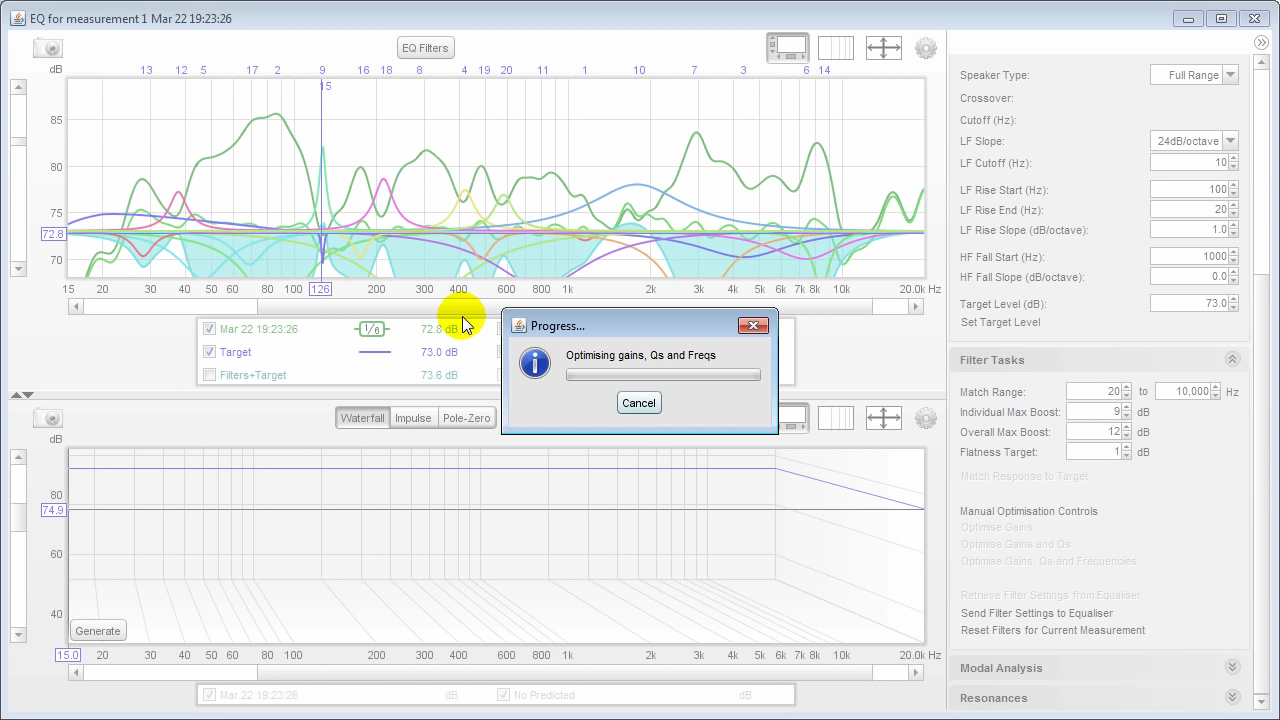 EQ for measurement 1 Mar 22 19:23:26
EQ Filters
dB
13 12 5 17 2 9 16 18 8 4 19 20 11 1 10 7 3 6 14
15
85
80
75
72.8
70
15 20 30 40 50 60 80 100 126 200 300 400 600 800 1k 2k 3k 4k 5k 6k 8k 10k 20.0k Hz
Mar 22 19:23:26 1/6 72.8 dB
Target 73.0 dB
Filters+Target 73.6 dB
Progress...
Optimising gains, Qs and Freqs
Cancel
Waterfall Impulse Pole-Zero
dB
80
74.9
60
40
Generate
15.0 20 30 40 50 60 80 100 200 300 400 600 800 1k 2k 3k 4k 5k 6k 7k 8k 10k 20.0k Hz
Mar 22 19:23:26 dB No Predicted dB
Speaker Type: Full Range
Crossover:
Cutoff (Hz):
LF Slope: 24dB/octave
LF Cutoff (Hz): 10
LF Rise Start (Hz): 100
LF Rise End (Hz): 20
LF Rise Slope (dB/octave): 1.0
HF Fall Start (Hz): 1000
HF Fall Slope (dB/octave): 0.0
Target Level (dB): 73.0
Set Target Level
Filter Tasks
Match Range: 20 to 10,000 Hz
Individual Max Boost: 9 dB
Overall Max Boost: 12 dB
Flatness Target: 1 dB
Match Response to Target
Manual Optimisation Controls
Optimise Gains
Optimise Gains and Qs
Optimise Gains, Qs and Frequencies
Retrieve Filter Settings from Equaliser
Send Filter Settings to Equaliser
Reset Filters for Current Measurement
Modal Analysis
Resonances